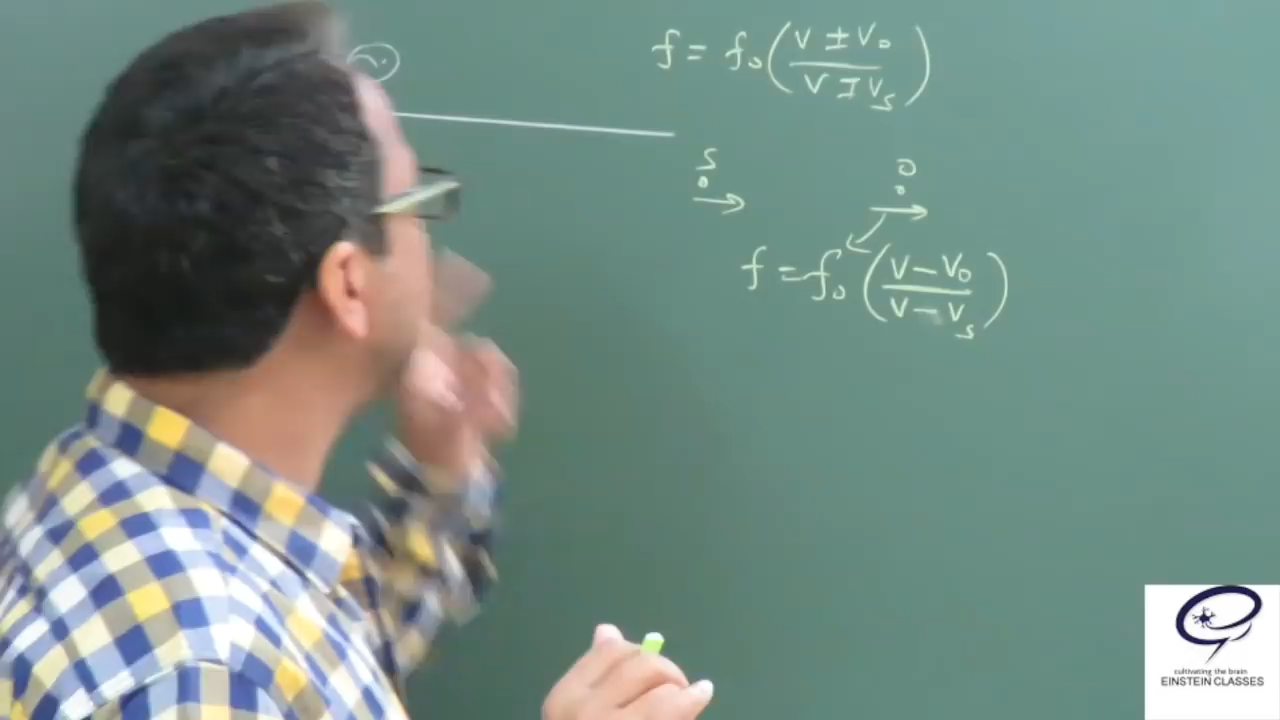 f = f₀ (V ± V₀ / V ∓ Vₛ)
S O
f = f₀ (V − V₀ / V − Vₛ)
cultivating the brain
EINSTEIN CLASSES